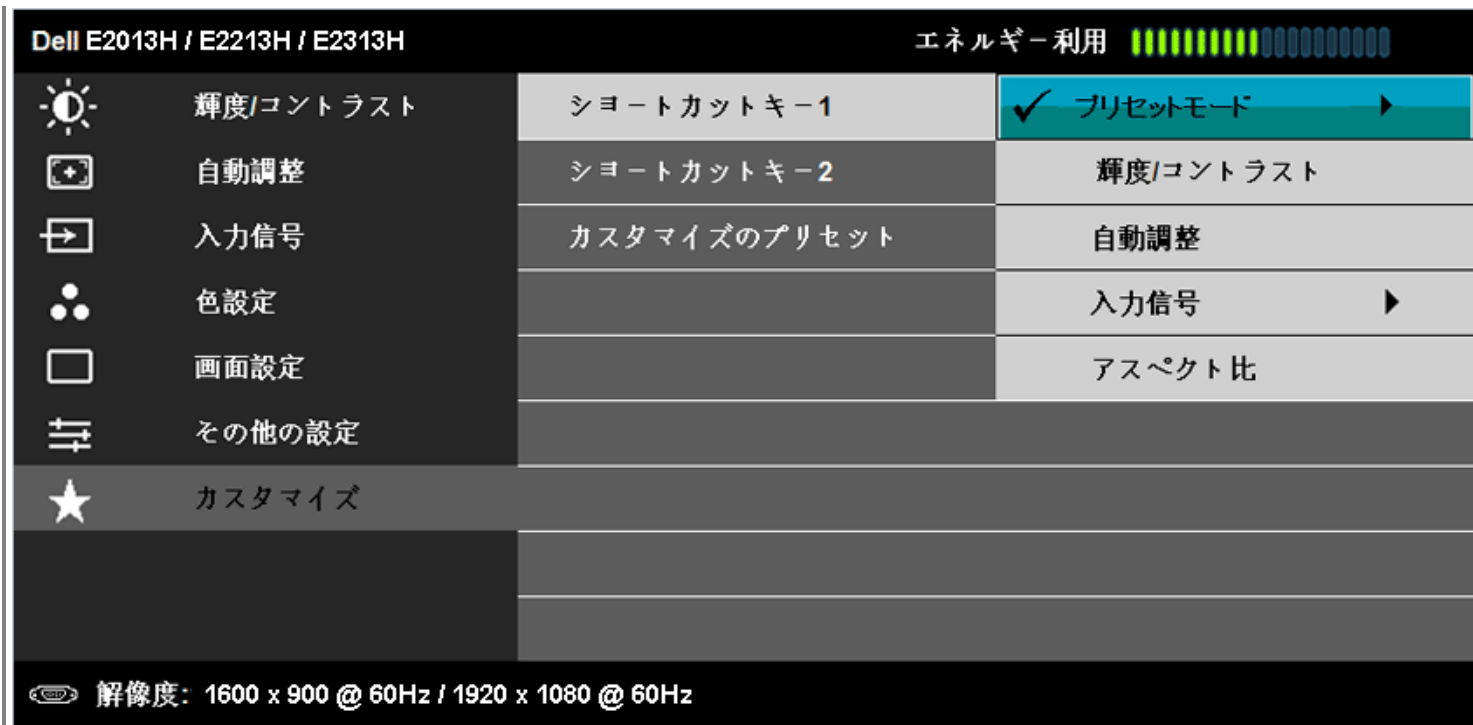 Dell E2013H / E2213H / E2313H
エネルギー利用
輝度/コントラスト
ショートカットキー1
プリセットモード
自動調整
ショートカットキー2
輝度/コントラスト
入力信号
カスタマイズのプリセット
自動調整
色設定
入力信号
画面設定
アスペクト比
その他の設定
カスタマイズ
解像度: 1600 x 900 @ 60Hz / 1920 x 1080 @ 60Hz